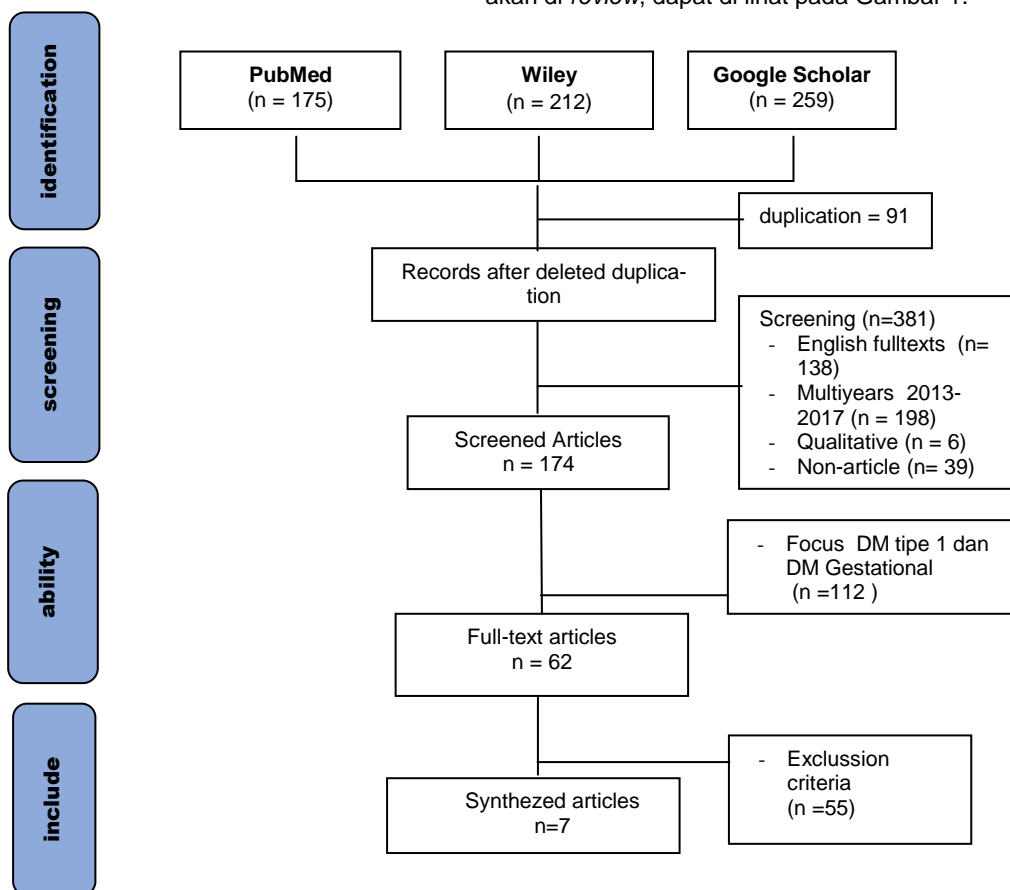 akan di review, dapat di lihat pada Gambar 1.
identification
PubMed
(n = 175)
Wiley
(n = 212)
Google Scholar
(n = 259)
duplication = 91
screening
Records after deleted duplica-
tion
Screening (n=381)
- English fulltexts (n=
138)
- Multiyears 2013-
2017 (n = 198)
- Qualitative (n = 6)
- Non-article (n= 39)
Screened Articles
n = 174
ability
- Focus DM tipe 1 dan
DM Gestational
(n =112 )
Full-text articles
n = 62
include
- Exclussion
criteria
(n =55)
Synthezed articles
n=7